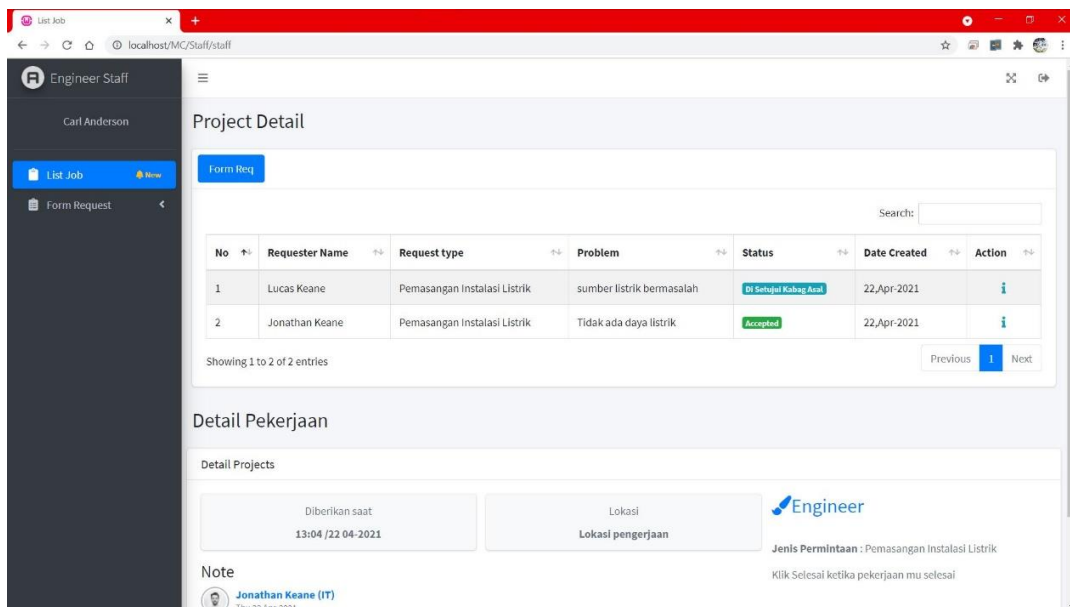 List Job
localhost/MC/Staff/staff
Engineer Staff
Carl Anderson
List Job New
Form Request
Project Detail
Form Req
Search:
No Requester Name Request type Problem Status Date Created Action
1 Lucas Keane Pemasangan Instalasi Listrik sumber listrik bermasalah Di Setujui Kabag Asal 22,Apr-2021
2 Jonathan Keane Pemasangan Instalasi Listrik Tidak ada daya listrik Accepted 22,Apr-2021
Showing 1 to 2 of 2 entries
Previous 1 Next
Detail Pekerjaan
Detail Projects
Diberikan saat
13:04 /22 04-2021
Lokasi
Lokasi pengerjaan
Engineer
Jenis Permintaan : Pemasangan Instalasi Listrik
Klik Selesai ketika pekerjaan mu selesai
Note
Jonathan Keane (IT)